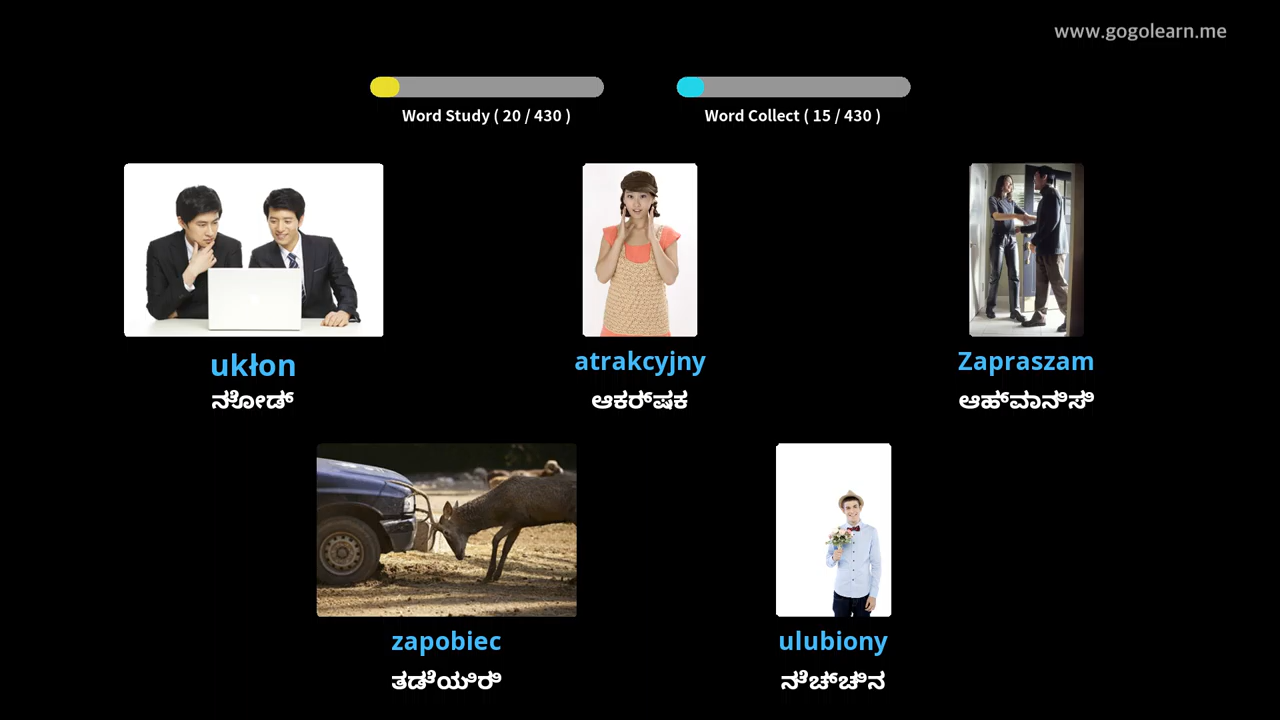 www.gogolearn.me
Word Study ( 20 / 430 )
Word Collect ( 15 / 430 )
ukłon
atrakcyjny
Zapraszam
ನೋಡ್
ಆಕರ್ಷಕ
ಆಹ್ವಾನಿಸಿ
zapobiec
ulubiony
ತಡೆಯಿರಿ
ನೆಚ್ಚಿನ